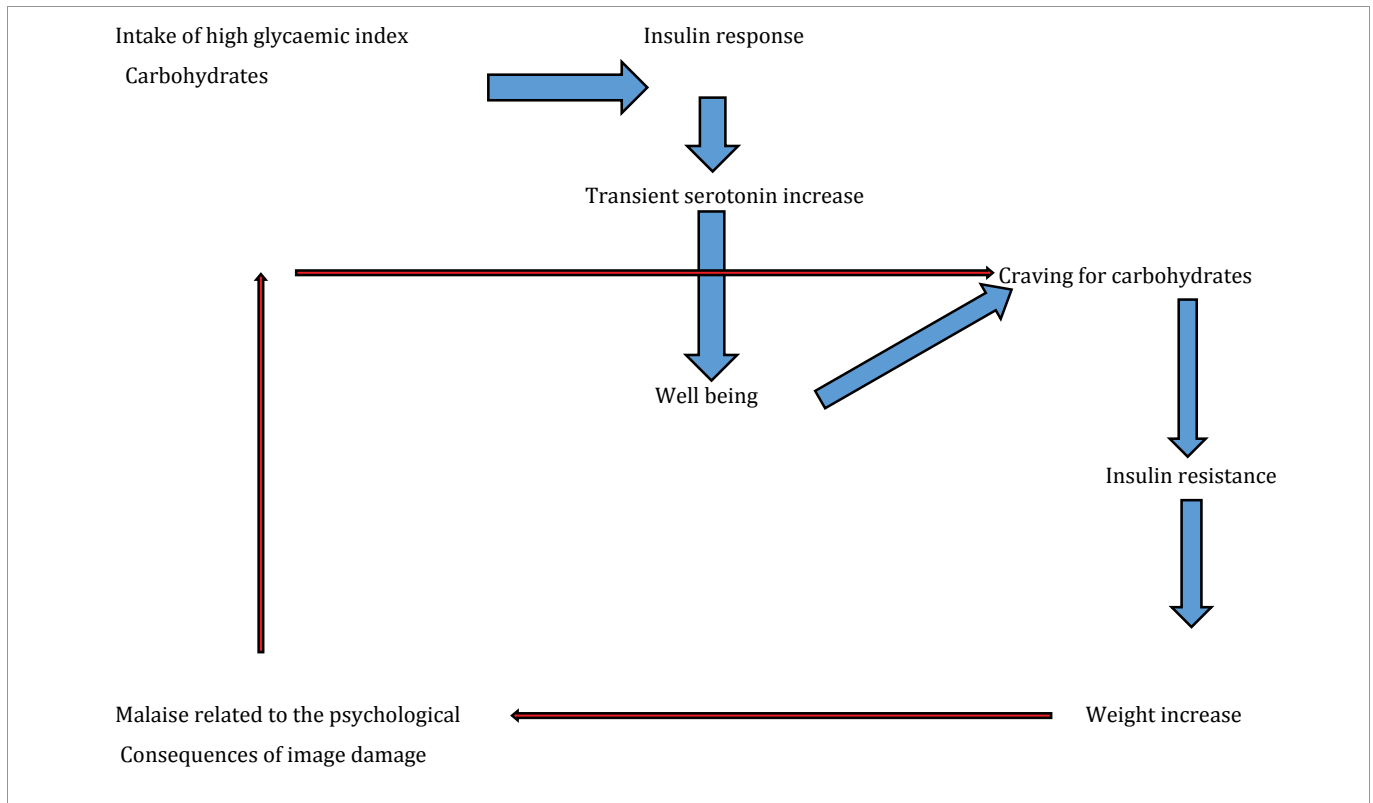 Intake of high glycaemic index
Carbohydrates
Insulin response
Transient serotonin increase
Craving for carbohydrates
Well being
Insulin resistance
Malaise related to the psychological
Consequences of image damage
Weight increase